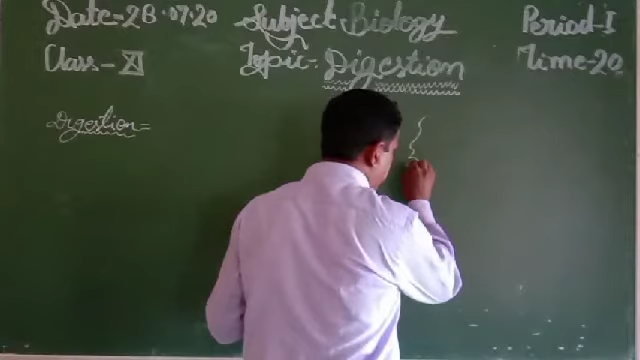 Date=28.07.20 Subject Biology Period-I
Class-XI Topic-Digestion Time-20
Digestion=